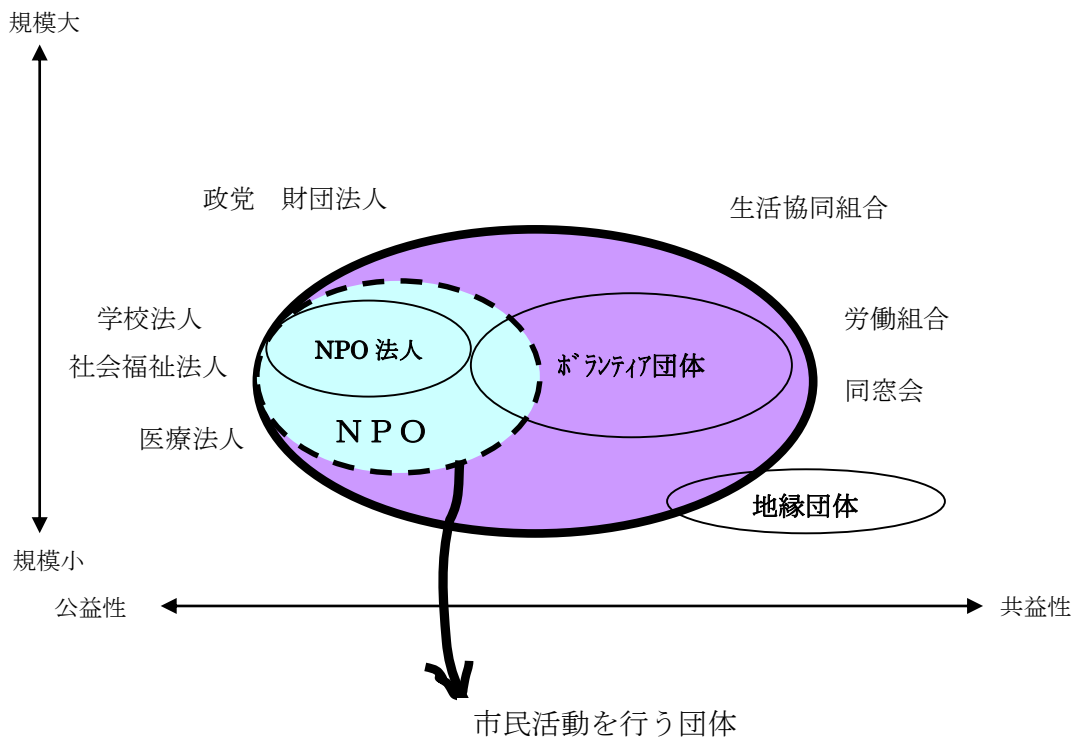 規模大
政党　財団法人
生活協同組合
学校法人
労働組合
NPO 法人
ﾎﾞﾗﾝﾃｨｱ団体
社会福祉法人
同窓会
ＮＰＯ
医療法人
地縁団体
規模小
公益性
共益性
市民活動を行う団体